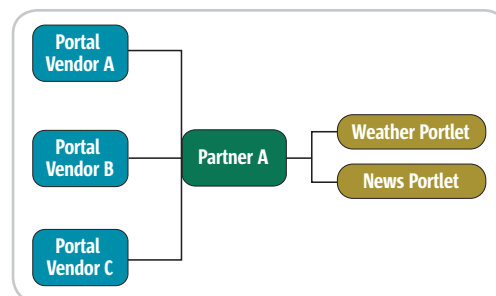 Portal
Vendor A
Portal
Vendor B
Portal
Vendor C
Partner A
Weather Portlet
News Portlet